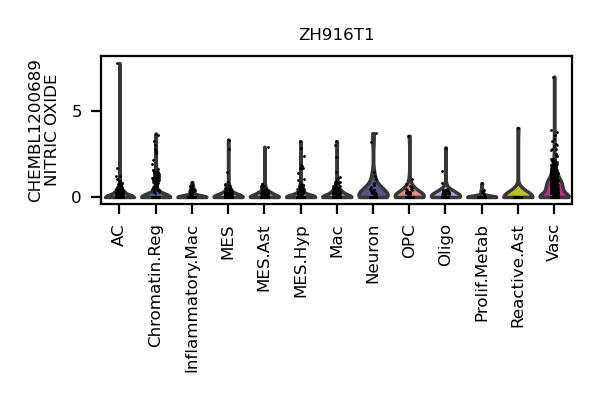 ZH916T1
CHEMBL1200689
NITRIC OXIDE
5
0
AC
Chromatin.Reg
Inflammatory.Mac
MES
MES.Ast
MES.Hyp
Mac
Neuron
OPC
Oligo
Prolif.Metab
Reactive.Ast
Vasc